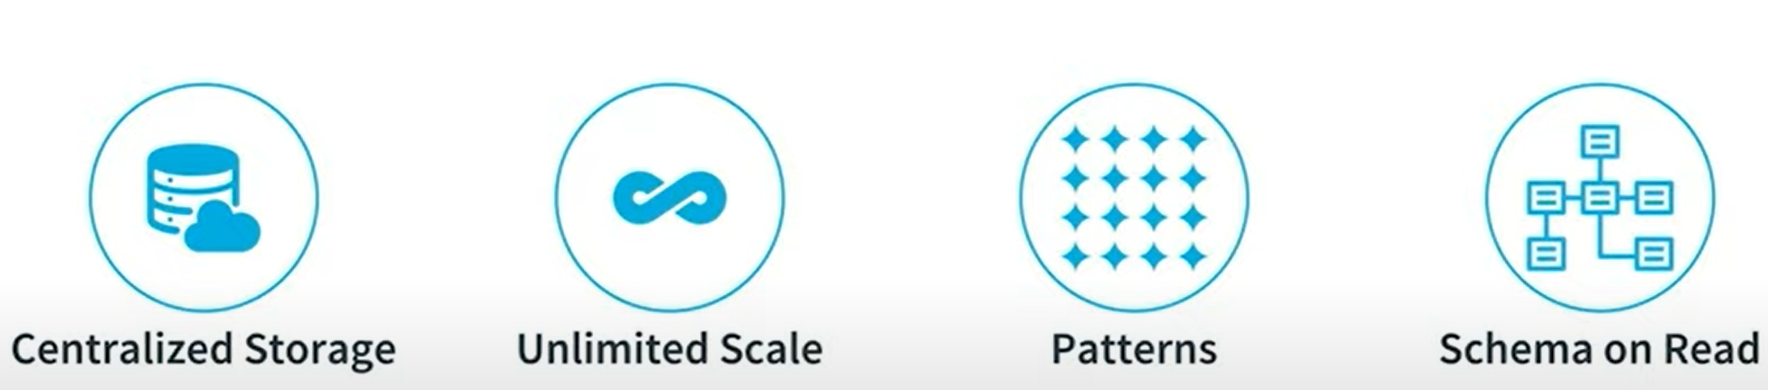 Centralized Storage
Unlimited Scale
Patterns
Schema on Read